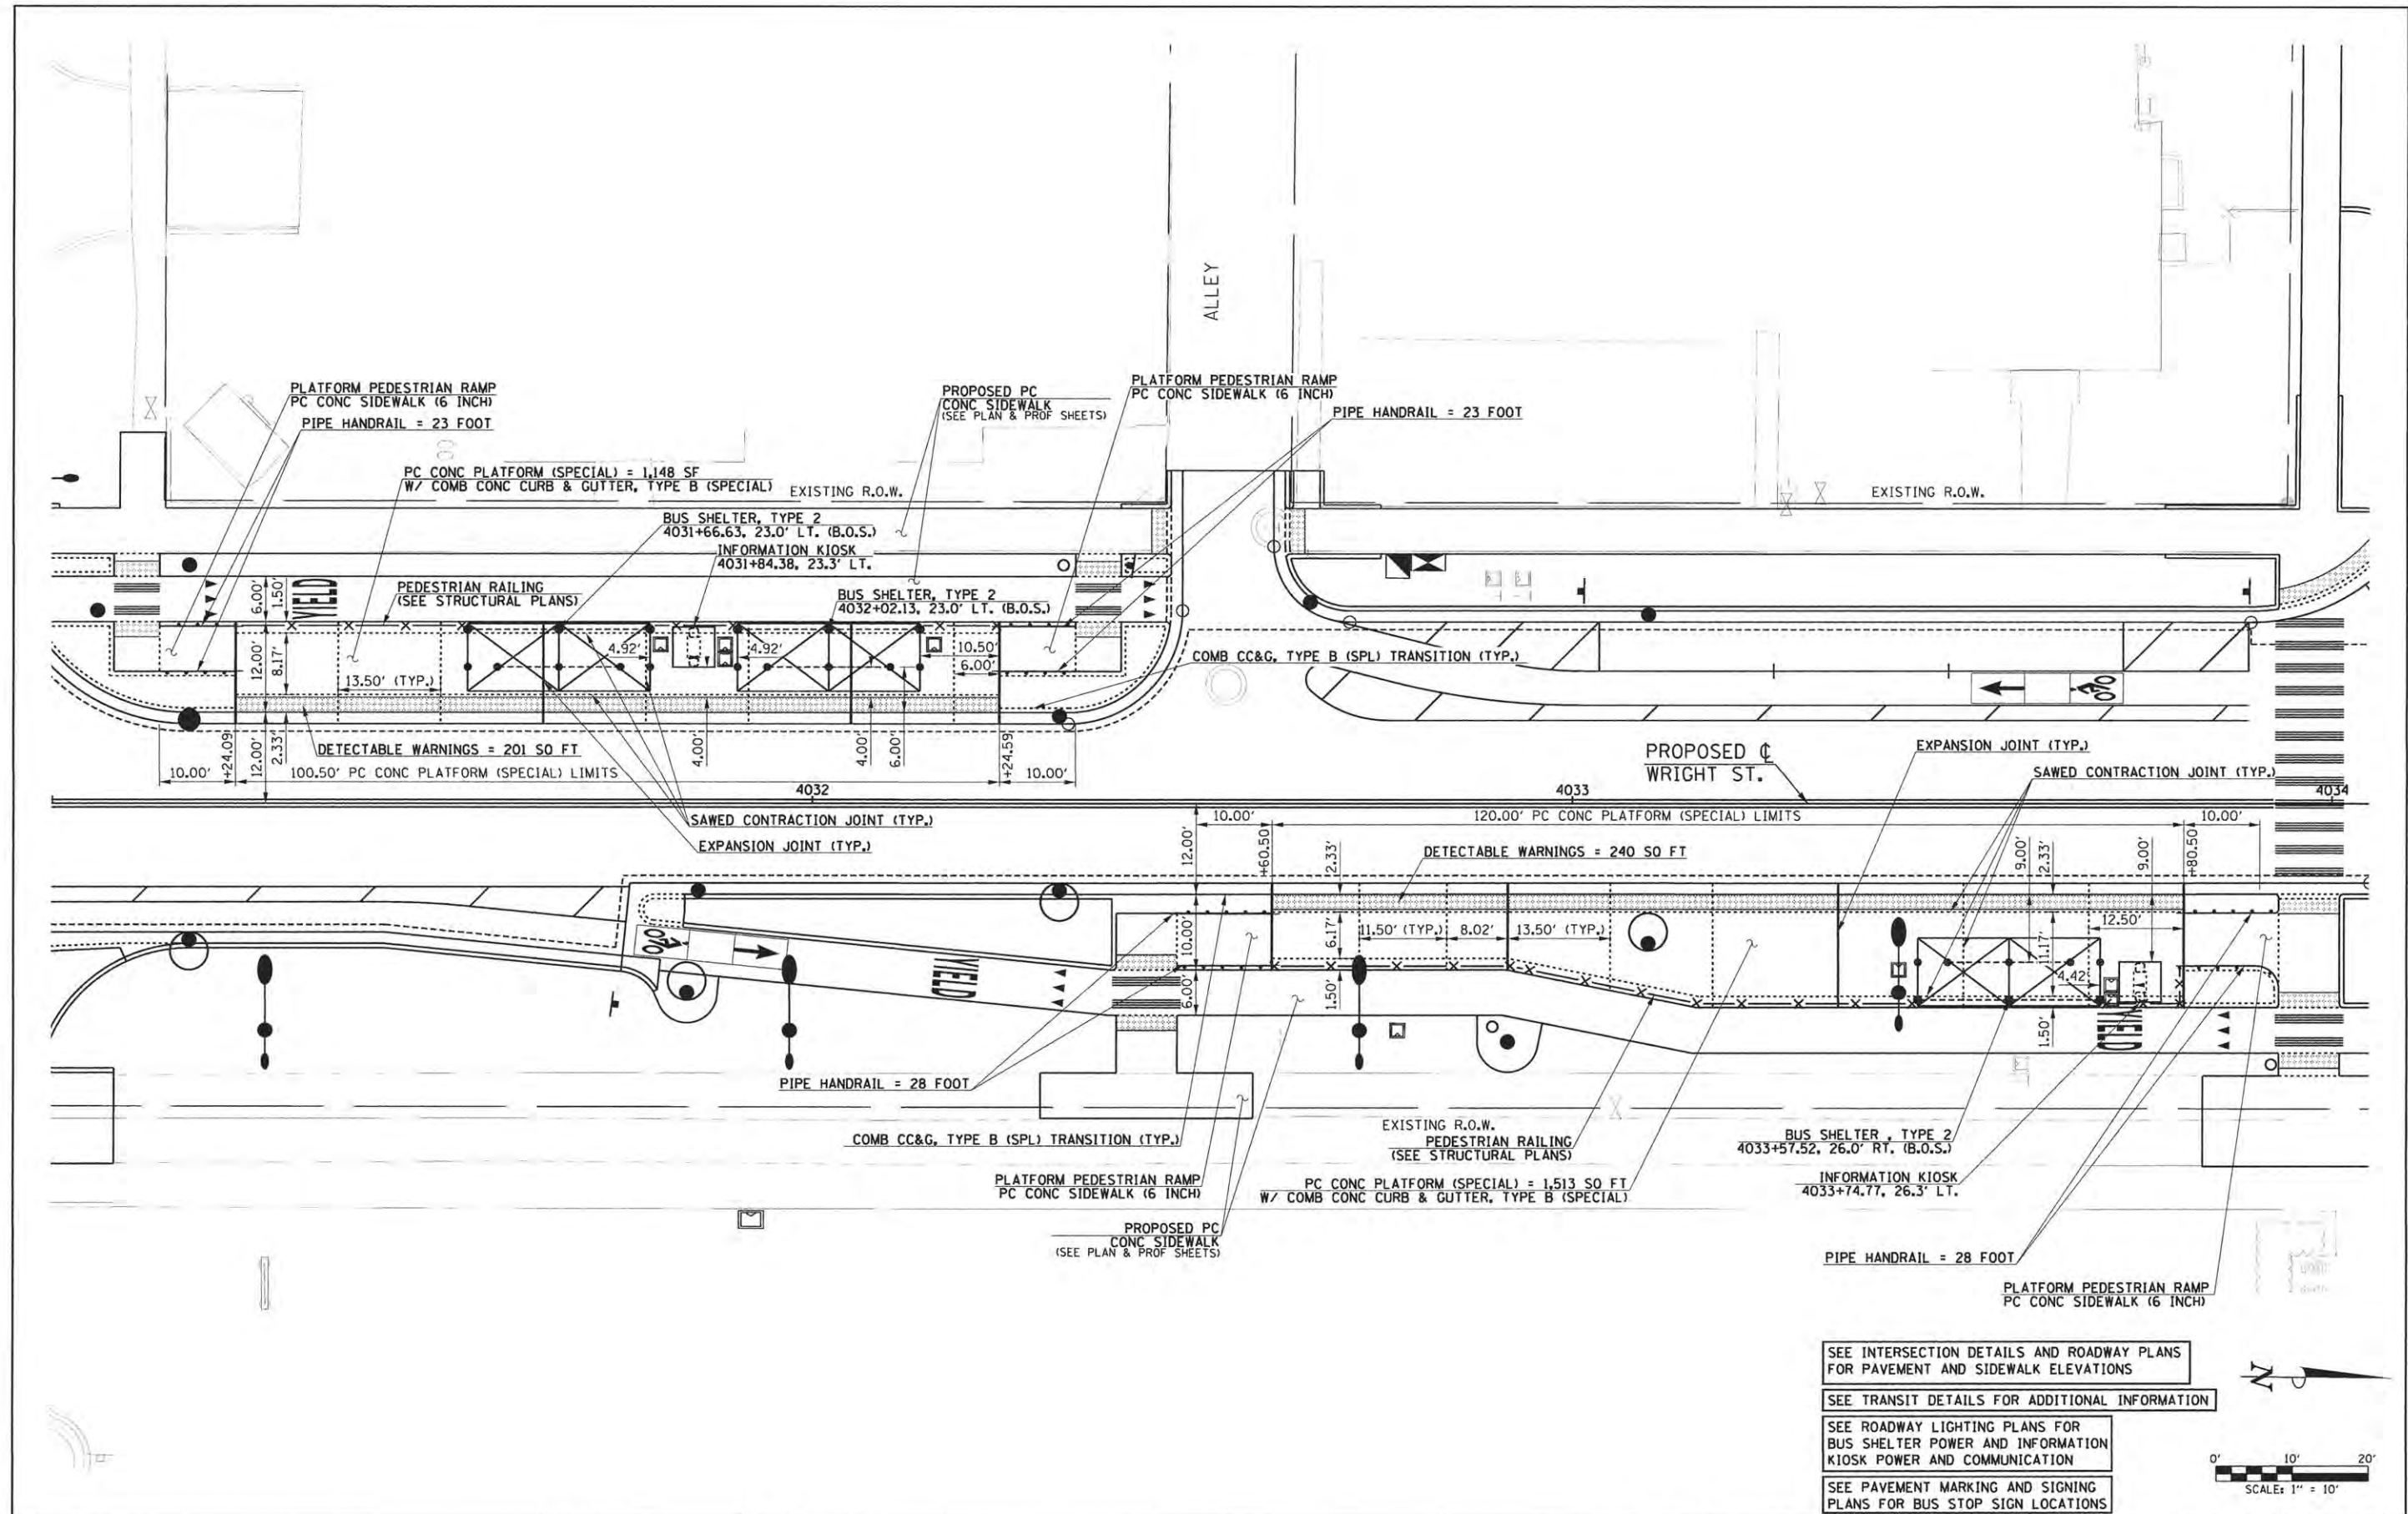 ALLEY
PLATFORM PEDESTRIAN RAMP
PC CONC SIDEWALK (6 INCH)
PIPE HANDRAIL = 23 FOOT
PROPOSED PC
CONC SIDEWALK
(SEE PLAN & PROF SHEETS)
PLATFORM PEDESTRIAN RAMP
PC CONC SIDEWALK (6 INCH)
PIPE HANDRAIL = 23 FOOT
PC CONC PLATFORM (SPECIAL) = 1,148 SF
W/ COMB CONC CURB & GUTTER, TYPE B (SPECIAL)
EXISTING R.O.W.
EXISTING R.O.W.
BUS SHELTER, TYPE 2
4031+66.63, 23.0' LT. (B.O.S.)
INFORMATION KIOSK
4031+84.38, 23.3' LT.
6.00'
1.50'
YIELD
PEDESTRIAN RAILING
(SEE STRUCTURAL PLANS)
BUS SHELTER, TYPE 2
4032+02.13, 23.0' LT. (B.O.S.)
12.00'
8.17'
13.50' (TYP.)
4.92'
4.92'
10.50'
6.00'
COMB CC&G, TYPE B (SPL) TRANSITION (TYP.)
DETECTABLE WARNINGS = 201 SQ FT
4.00'
4.00'
6.00'
10.00'
+24.09
12.00'
2.33'
100.50' PC CONC PLATFORM (SPECIAL) LIMITS
+24.59
10.00'
PROPOSED ℄
WRIGHT ST.
EXPANSION JOINT (TYP.)
SAWED CONTRACTION JOINT (TYP.)
4032
4033
4034
SAWED CONTRACTION JOINT (TYP.)
EXPANSION JOINT (TYP.)
12.00'
10.00'
+60.50
120.00' PC CONC PLATFORM (SPECIAL) LIMITS
10.00'
2.33'
DETECTABLE WARNINGS = 240 SQ FT
9.00'
2.33'
9.00'
+80.50
10.00'
6.17'
11.50' (TYP.)
8.02'
13.50' (TYP.)
11.17'
12.50'
4.42'
YIELD
6.00'
1.50'
1.50'
YIELD
PIPE HANDRAIL = 28 FOOT
COMB CC&G, TYPE B (SPL) TRANSITION (TYP.)
EXISTING R.O.W.
PEDESTRIAN RAILING
(SEE STRUCTURAL PLANS)
BUS SHELTER , TYPE 2
4033+57.52, 26.0' RT. (B.O.S.)
PLATFORM PEDESTRIAN RAMP
PC CONC SIDEWALK (6 INCH)
PC CONC PLATFORM (SPECIAL) = 1,513 SQ FT
W/ COMB CONC CURB & GUTTER, TYPE B (SPECIAL)
INFORMATION KIOSK
4033+74.77, 26.3' LT.
PROPOSED PC
CONC SIDEWALK
(SEE PLAN & PROF SHEETS)
PIPE HANDRAIL = 28 FOOT
PLATFORM PEDESTRIAN RAMP
PC CONC SIDEWALK (6 INCH)
SEE INTERSECTION DETAILS AND ROADWAY PLANS
FOR PAVEMENT AND SIDEWALK ELEVATIONS
SEE TRANSIT DETAILS FOR ADDITIONAL INFORMATION
SEE ROADWAY LIGHTING PLANS FOR
BUS SHELTER POWER AND INFORMATION
KIOSK POWER AND COMMUNICATION
SEE PAVEMENT MARKING AND SIGNING
PLANS FOR BUS STOP SIGN LOCATIONS
N
0' 10' 20'
SCALE: 1" = 10'